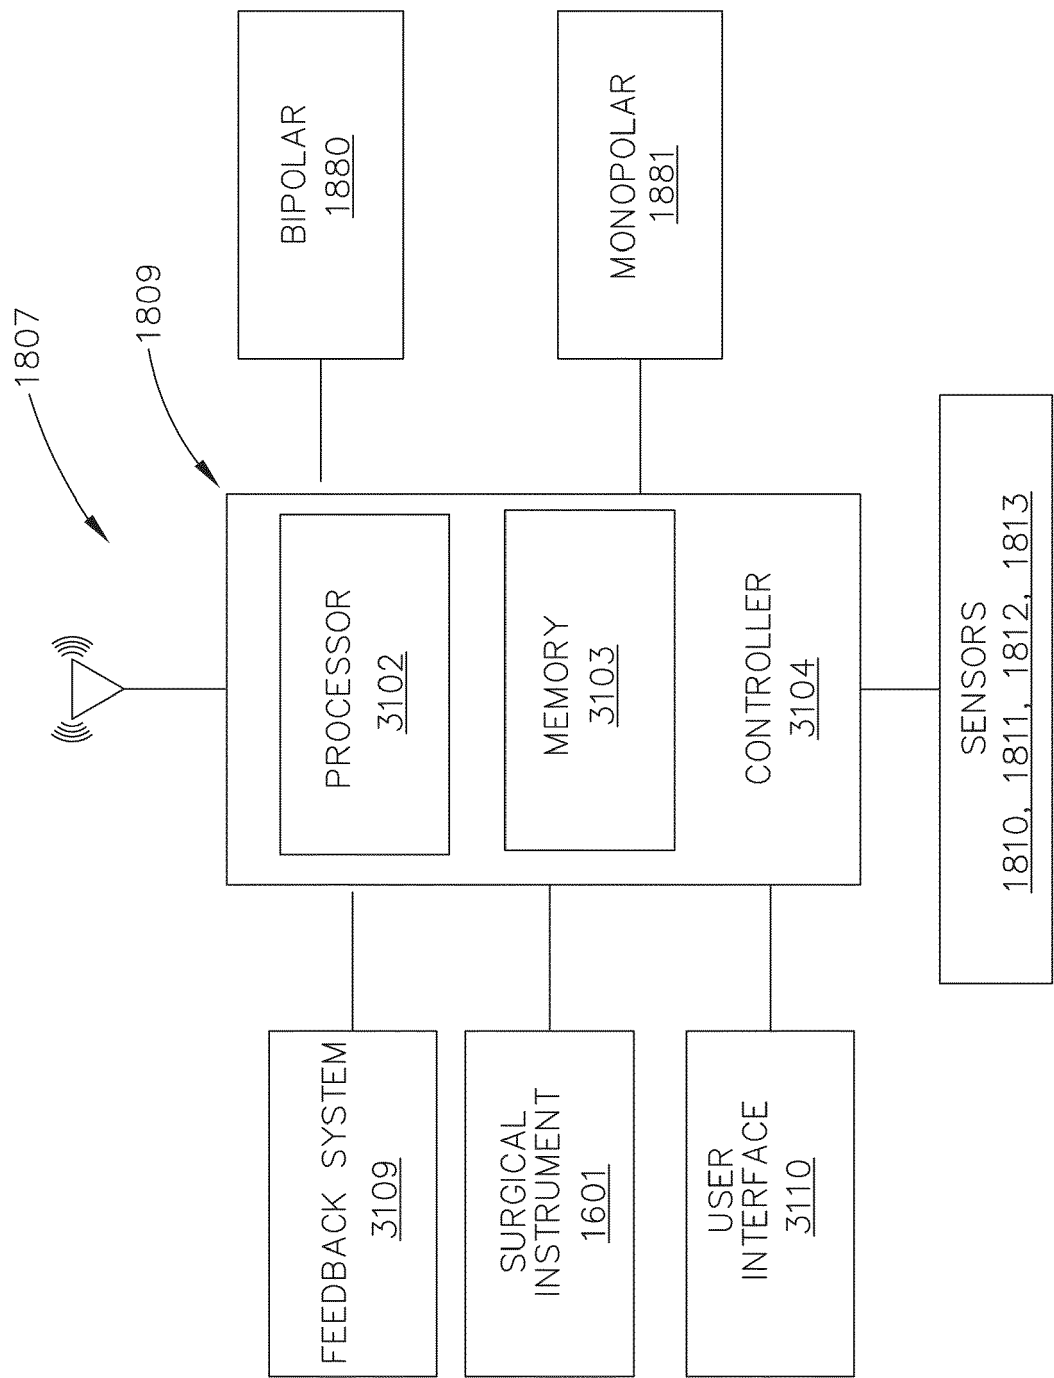 1807
1809
FEEDBACK SYSTEM
3109
PROCESSOR
3102
BIPOLAR
1880
SURGICAL
INSTRUMENT
1601
MEMORY
3103
MONOPOLAR
1881
USER
INTERFACE
3110
CONTROLLER
3104
SENSORS
1810, 1811, 1812, 1813